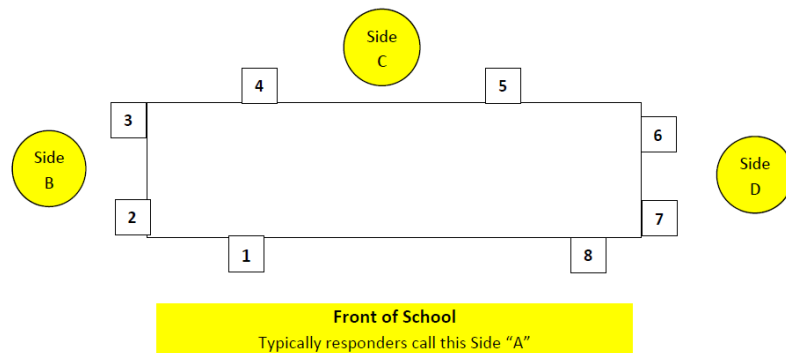 Side
C
4
5
3
6
Side
B
Side
D
2
7
1
8
Front of School
Typically responders call this Side “A”